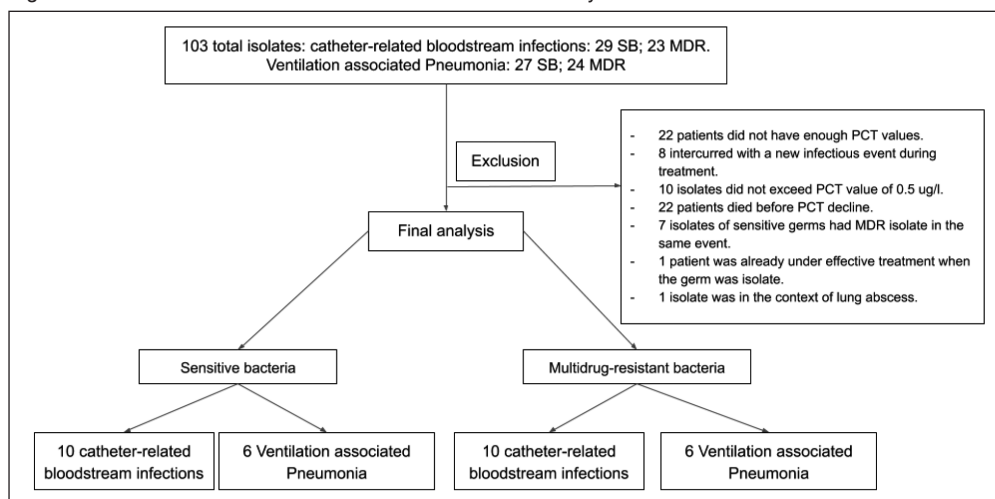 103 total isolates: catheter-related bloodstream infections: 29 SB; 23 MDR.
Ventilation associated Pneumonia: 27 SB; 24 MDR
Exclusion
- 22 patients did not have enough PCT values.
- 8 intercurred with a new infectious event during
treatment.
- 10 isolates did not exceed PCT value of 0.5 ug/l.
- 22 patients died before PCT decline.
- 7 isolates of sensitive germs had MDR isolate in the
same event.
- 1 patient was already under effective treatment when
the germ was isolate.
- 1 isolate was in the context of lung abscess.
Final analysis
Sensitive bacteria
Multidrug-resistant bacteria
10 catheter-related
bloodstream infections
6 Ventilation associated
Pneumonia
10 catheter-related
bloodstream infections
6 Ventilation associated
Pneumonia